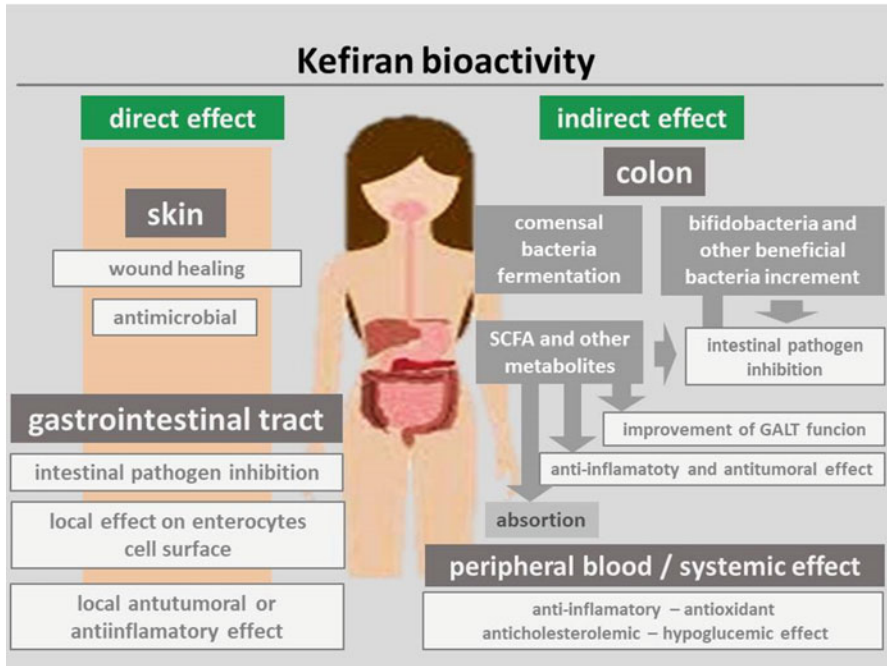 Kefiran bioactivity
direct effect
skin
wound healing
antimicrobial
gastrointestinal tract
intestinal pathogen inhibition
local effect on enterocytes
cell surface
local antutumoral or
antiinflamatory effect
indirect effect
colon
comensal
bacteria
fermentation
bifidobacteria and
other beneficial
bacteria increment
SCFA and other
metabolites
intestinal pathogen
inhibition
improvement of GALT funcion
anti-inflamatoty and antitumoral effect
absortion
peripheral blood / systemic effect
anti-inflamatory – antioxidant
anticholesterolemic – hypoglucemic effect